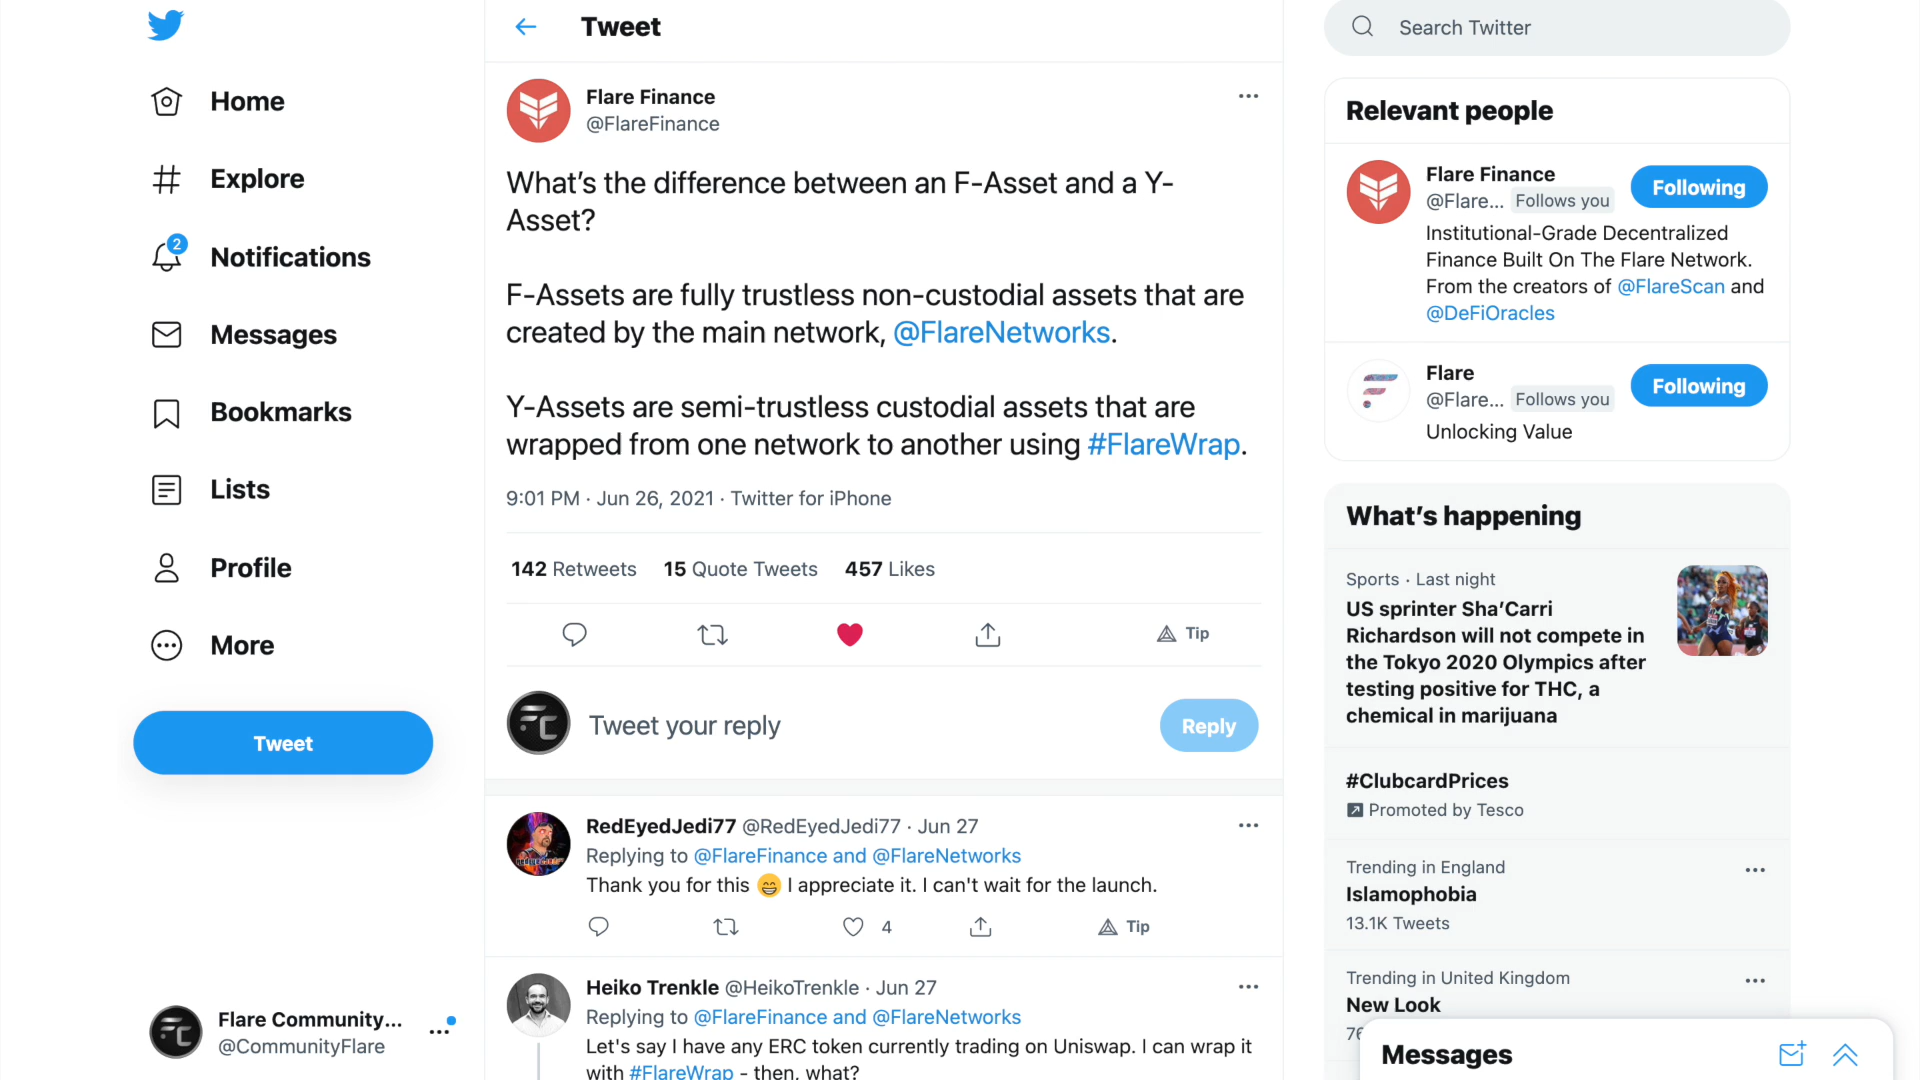 Home
Explore
2
Notifications
Messages
Bookmarks
Lists
Profile
More
Tweet
Flare Community...
@CommunityFlare
Tweet
Flare Finance
@FlareFinance
What's the difference between an F-Asset and a Y-
Asset?
F-Assets are fully trustless non-custodial assets that are
created by the main network, @FlareNetworks.
Y-Assets are semi-trustless custodial assets that are
wrapped from one network to another using #FlareWrap.
9:01 PM · Jun 26, 2021 · Twitter for iPhone
142 Retweets 15 Quote Tweets 457 Likes
Tip
Tweet your reply
Reply
RedEyedJedi77 @RedEyedJedi77 · Jun 27
Replying to @FlareFinance and @FlareNetworks
Thank you for this 😁 I appreciate it. I can't wait for the launch.
4 Tip
Heiko Trenkle @HeikoTrenkle · Jun 27
Replying to @FlareFinance and @FlareNetworks
Let's say I have any ERC token currently trading on Uniswap. I can wrap it
with #FlareWrap - then, what?
Search Twitter
Relevant people
Flare Finance
@Flare... Follows you
Following
Institutional-Grade Decentralized
Finance Built On The Flare Network.
From the creators of @FlareScan and
@DeFiOracles
Flare
@Flare... Follows you
Following
Unlocking Value
What's happening
Sports · Last night
US sprinter Sha'Carri
Richardson will not compete in
the Tokyo 2020 Olympics after
testing positive for THC, a
chemical in marijuana
#ClubcardPrices
Promoted by Tesco
Trending in England
Islamophobia
13.1K Tweets
Trending in United Kingdom
New Look
Messages